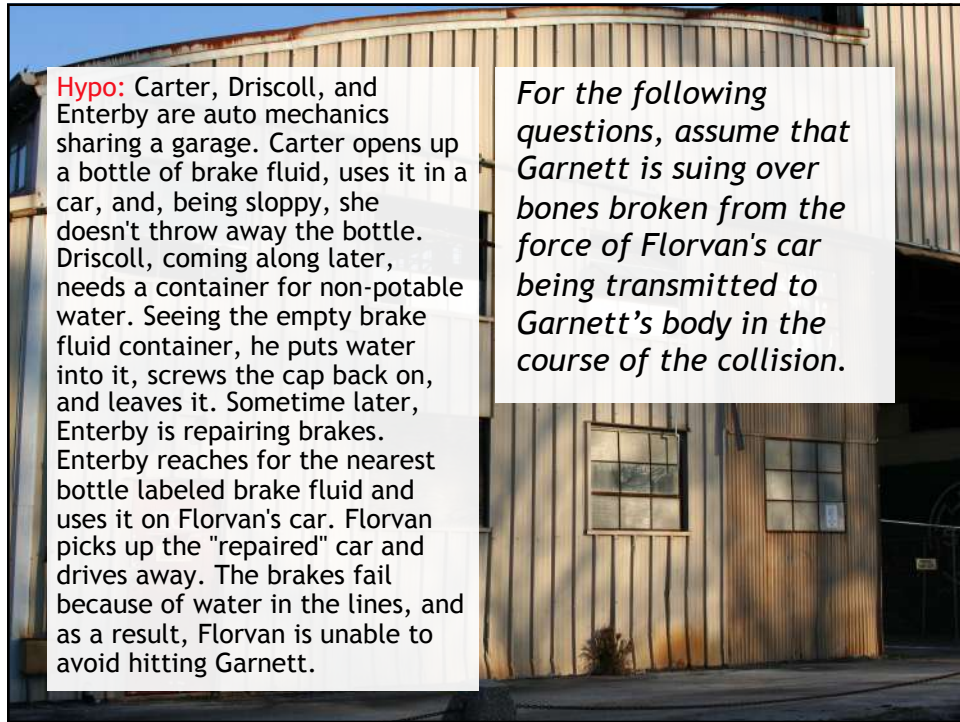 Hypo: Carter, Driscoll, and
Enterby are auto mechanics
sharing a garage. Carter opens up
a bottle of brake fluid, uses it in a
car, and, being sloppy, she
doesn't throw away the bottle.
Driscoll, coming along later,
needs a container for non-potable
water. Seeing the empty brake
fluid container, he puts water
into it, screws the cap back on,
and leaves it. Sometime later,
Enterby is repairing brakes.
Enterby reaches for the nearest
bottle labeled brake fluid and
uses it on Florvan's car. Florvan
picks up the "repaired" car and
drives away. The brakes fail
because of water in the lines, and
as a result, Florvan is unable to
avoid hitting Garnett.
For the following
questions, assume that
Garnett is suing over
bones broken from the
force of Florvan's car
being transmitted to
Garnett’s body in the
course of the collision.